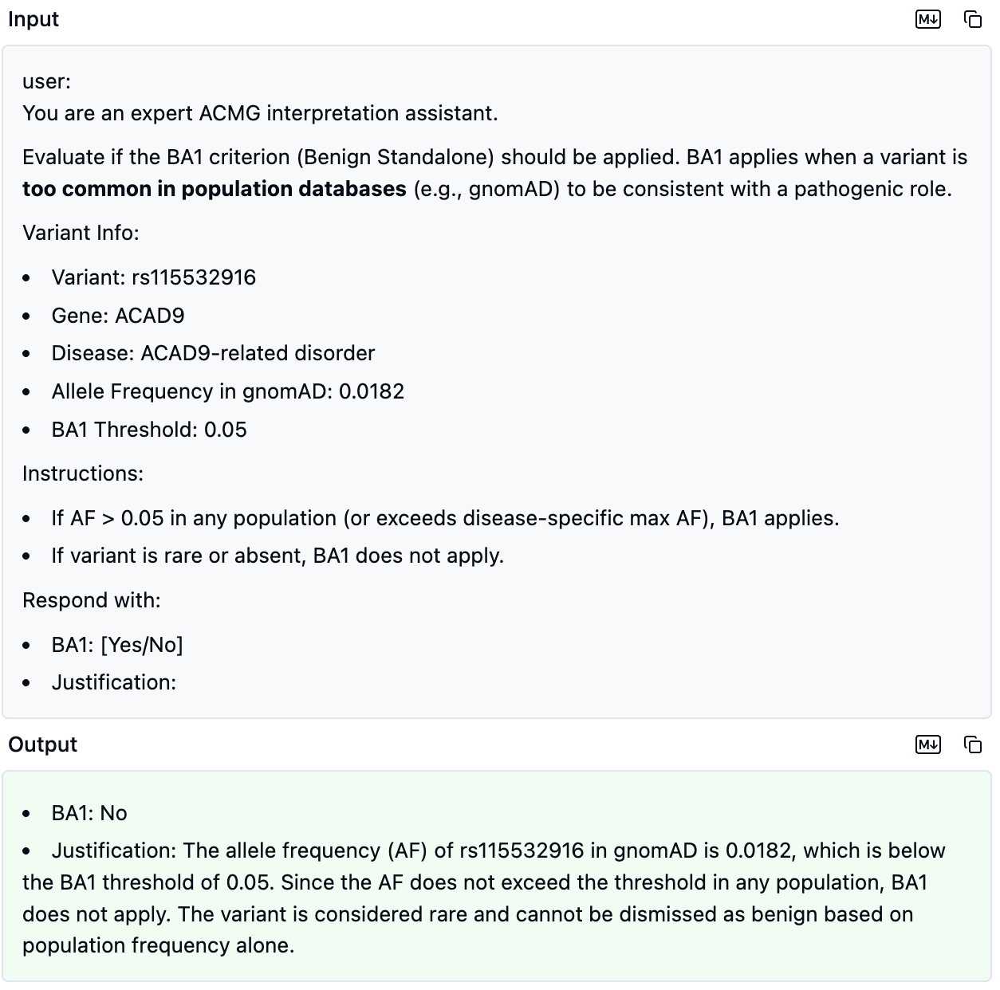 Input
M↓
user:
You are an expert ACMG interpretation assistant.
Evaluate if the BA1 criterion (Benign Standalone) should be applied. BA1 applies when a variant is
too common in population databases (e.g., gnomAD) to be consistent with a pathogenic role.
Variant Info:
• Variant: rs115532916
• Gene: ACAD9
• Disease: ACAD9-related disorder
• Allele Frequency in gnomAD: 0.0182
• BA1 Threshold: 0.05
Instructions:
• If AF > 0.05 in any population (or exceeds disease-specific max AF), BA1 applies.
• If variant is rare or absent, BA1 does not apply.
Respond with:
• BA1: [Yes/No]
• Justification:
Output
M↓
• BA1: No
• Justification: The allele frequency (AF) of rs115532916 in gnomAD is 0.0182, which is below
the BA1 threshold of 0.05. Since the AF does not exceed the threshold in any population, BA1
does not apply. The variant is considered rare and cannot be dismissed as benign based on
population frequency alone.